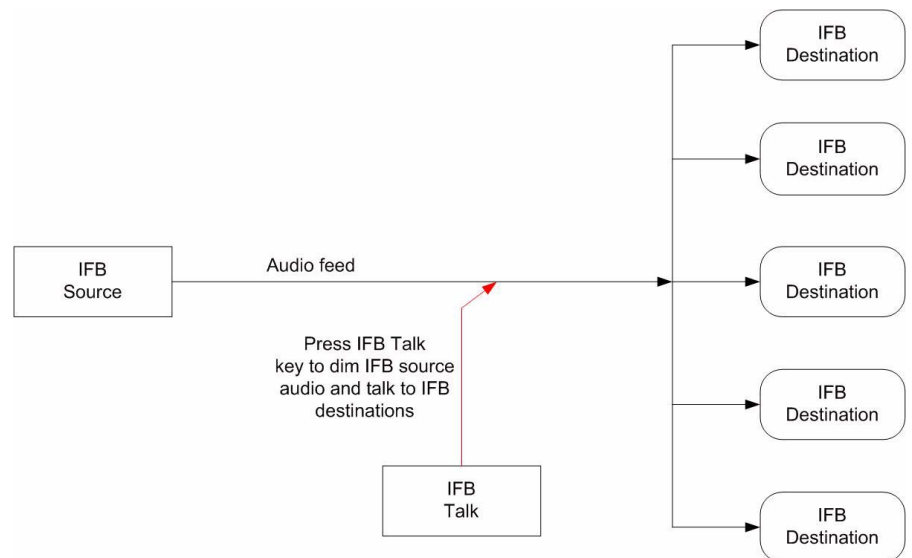 IFB
Destination
IFB
Destination
IFB
Source
Audio feed
IFB
Destination
Press IFB Talk
key to dim IFB source
audio and talk to IFB
destinations
IFB
Destination
IFB
Talk
IFB
Destination